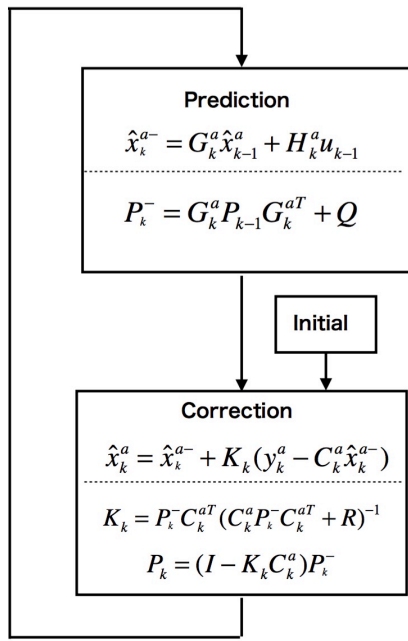 Prediction
x̂ₖᵃ⁻ = Gₖᵃx̂ₖ₋₁ᵃ + Hₖᵃuₖ₋₁
Pₖ⁻ = GₖᵃPₖ₋₁Gₖᵃᵀ + Q
Initial
Correction
x̂ₖᵃ = x̂ₖᵃ⁻ + Kₖ(yₖᵃ − Cₖᵃx̂ₖᵃ⁻)
Kₖ = Pₖ⁻Cₖᵃᵀ(CₖᵃPₖ⁻Cₖᵃᵀ + R)⁻¹
Pₖ = (I − KₖCₖᵃ)Pₖ⁻